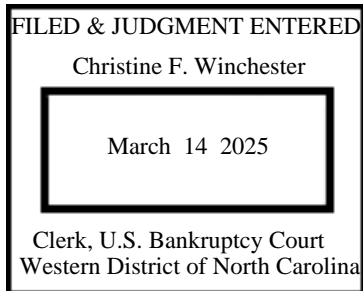 FILED & JUDGMENT ENTERED
Christine F. Winchester
March 14 2025
Clerk, U.S. Bankruptcy Court
Western District of North Carolina